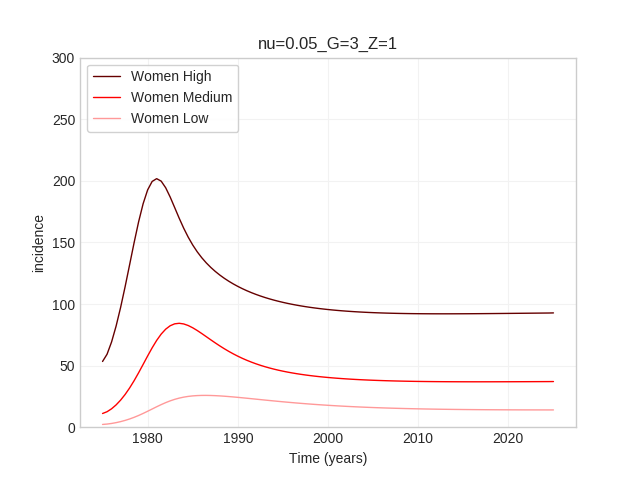 nu=0.05_G=3_Z=1
300
250
200
150
100
50
0
incidence
Women High
Women Medium
Women Low
1980
1990
2000
2010
2020
Time (years)